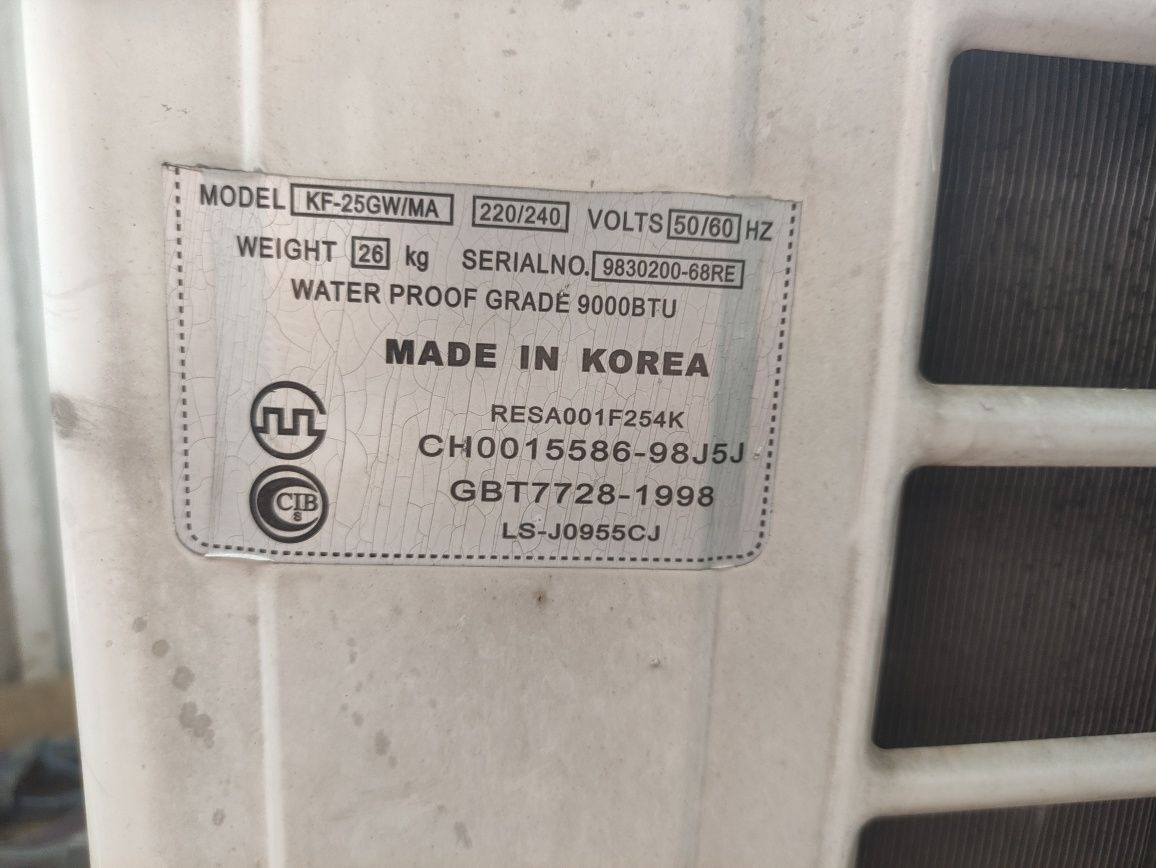 MODEL KF-25GW/MA 220/240 VOLTS 50/60 HZ
WEIGHT 26 kg SERIALNO. 9830200-68RE
WATER PROOF GRADE 9000BTU
MADE IN KOREA
RESA001F254K
CH0015586-98J5J
GBT7728-1998
CIB
S
LS-J0955CJ